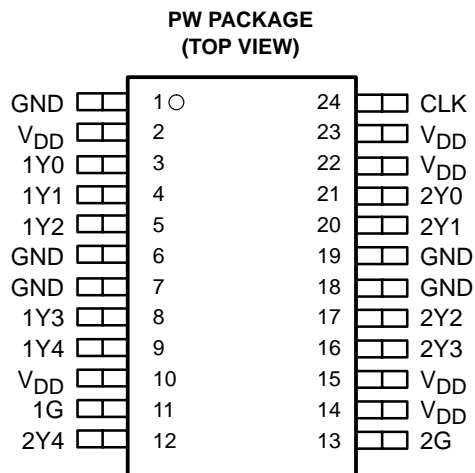 PW PACKAGE
(TOP VIEW)
GND 1 24 CLK
VDD 2 23 VDD
1Y0 3 22 VDD
1Y1 4 21 2Y0
1Y2 5 20 2Y1
GND 6 19 GND
GND 7 18 GND
1Y3 8 17 2Y2
1Y4 9 16 2Y3
VDD 10 15 VDD
1G 11 14 VDD
2Y4 12 13 2G